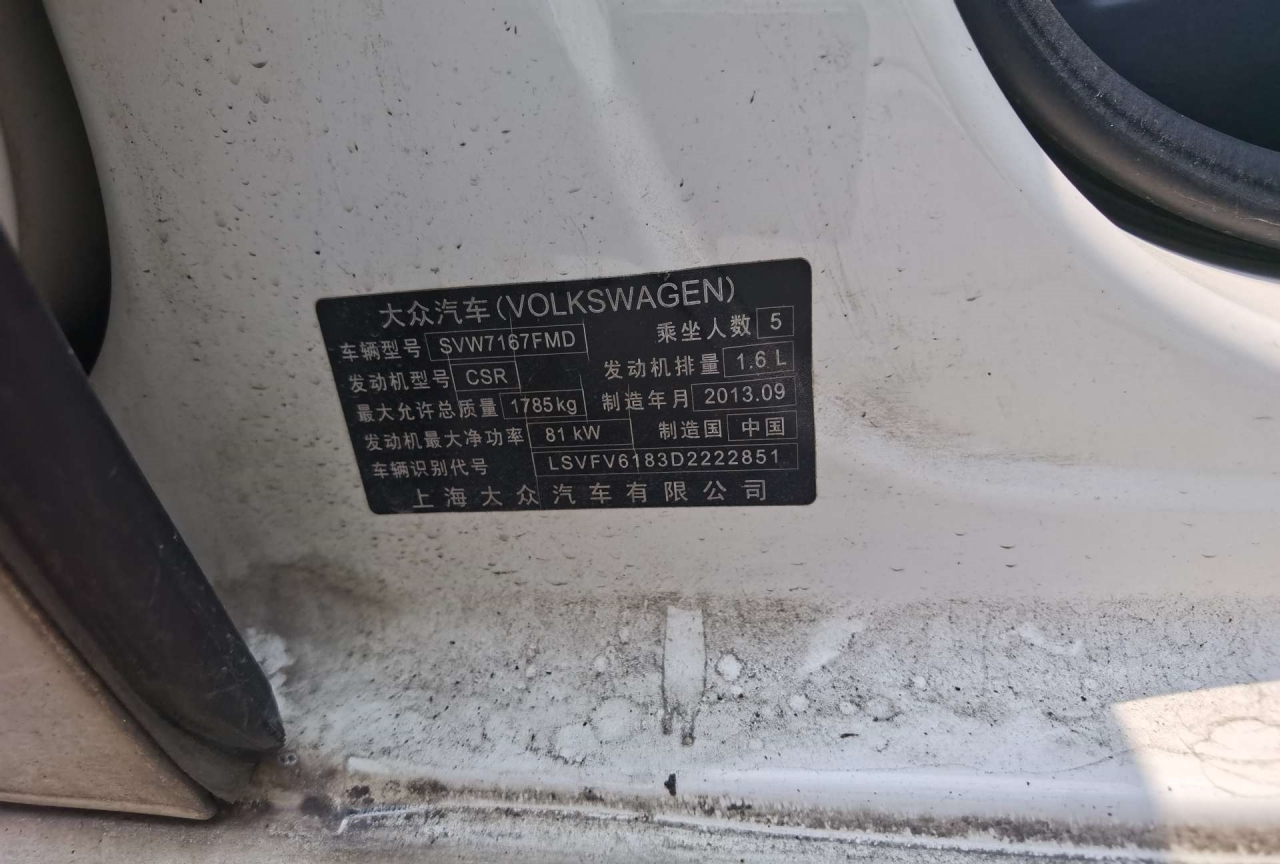 大众汽车(VOLKSWAGEN)
车辆型号 SVW7167FMD 乘坐人数 5
发动机型号 CSR 发动机排量 1.6 L
最大允许总质量 1785kg 制造年月 2013.09
发动机最大净功率 81 kW 制造国 中国
车辆识别代号 LSVFV6183D2222851
上海大众汽车有限公司